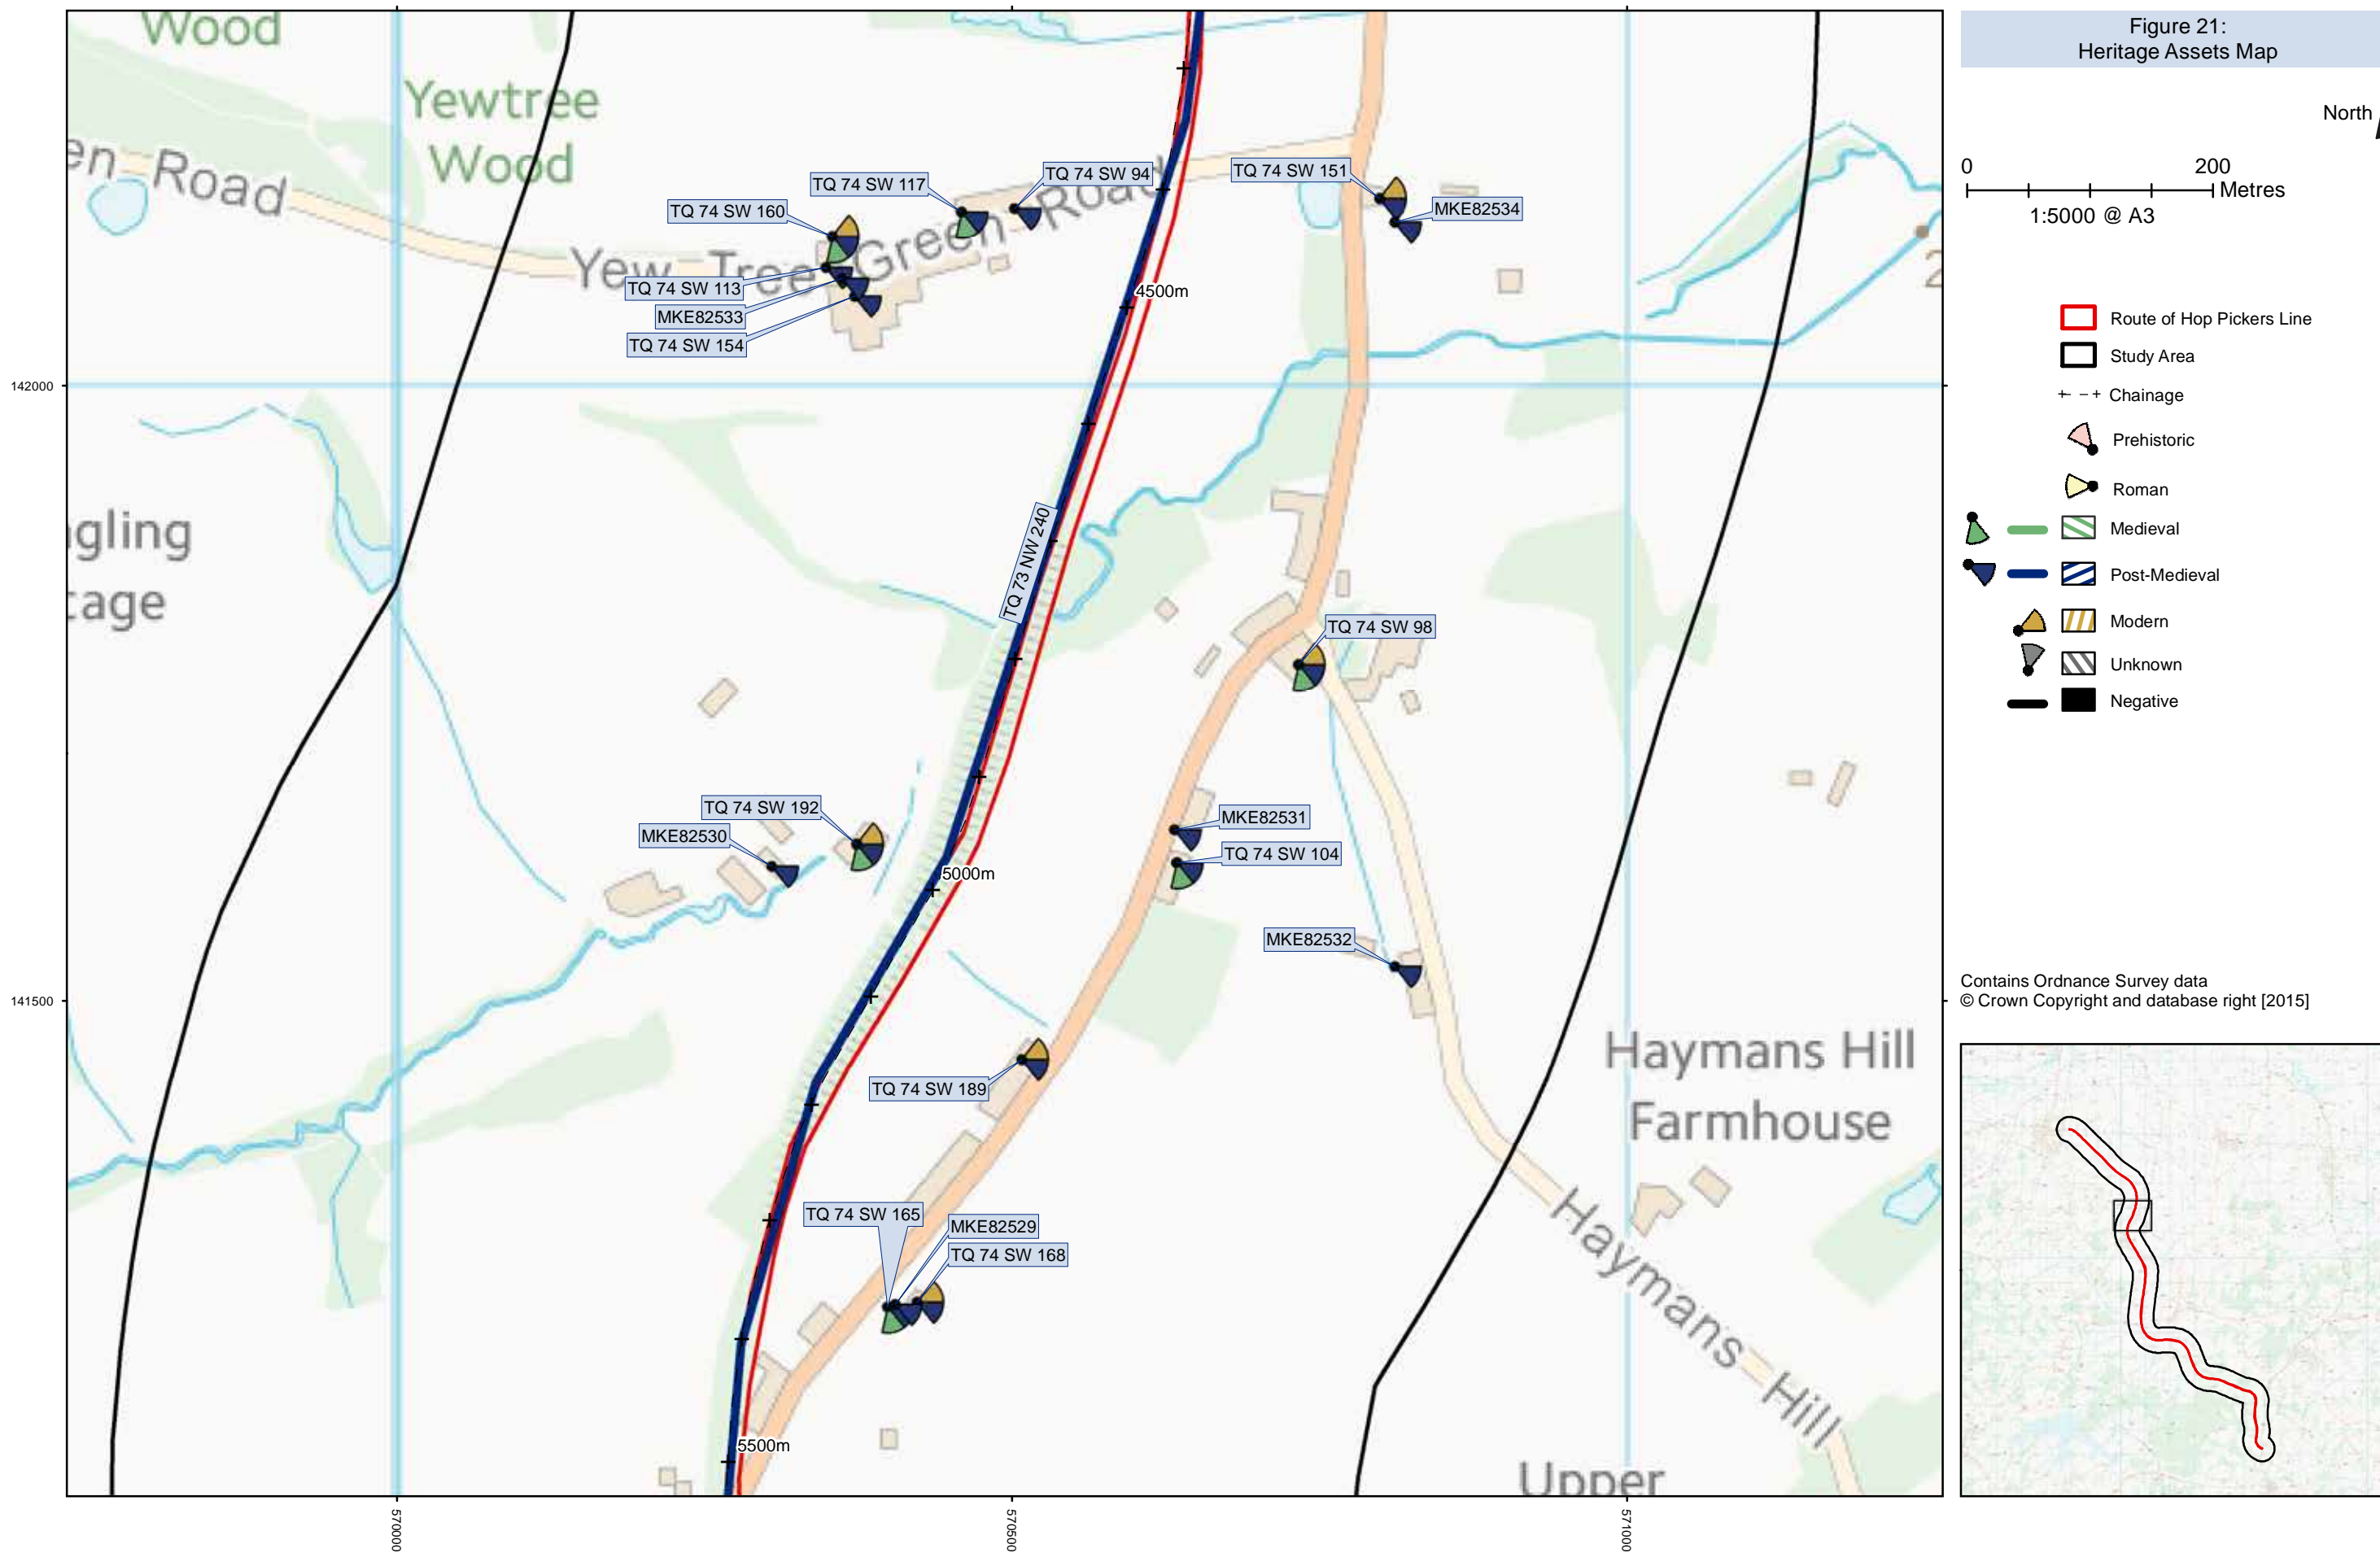 Figure 21:
Heritage Assets Map
North
0 200
Metres
1:5000 @ A3
Route of Hop Pickers Line
Study Area
Chainage
Prehistoric
Roman
Medieval
Post-Medieval
Modern
Unknown
Negative
Contains Ordnance Survey data
© Crown Copyright and database right [2015]
Wood
Yewtree
Wood
en Road
Yew Tree Green Road
TQ 74 SW 94
TQ 74 SW 117
TQ 74 SW 160
TQ 74 SW 113
MKE82533
TQ 74 SW 154
TQ 74 SW 151
MKE82534
2
4500m
142000
gling
age
TQ 73 NW 240
TQ 74 SW 98
TQ 74 SW 192
MKE82530
MKE82531
TQ 74 SW 104
5000m
MKE82532
141500
TQ 74 SW 189
Haymans Hill
Farmhouse
TQ 74 SW 165
MKE82529
TQ 74 SW 168
Haymans Hill
5500m
Upper
570000
570500
571000